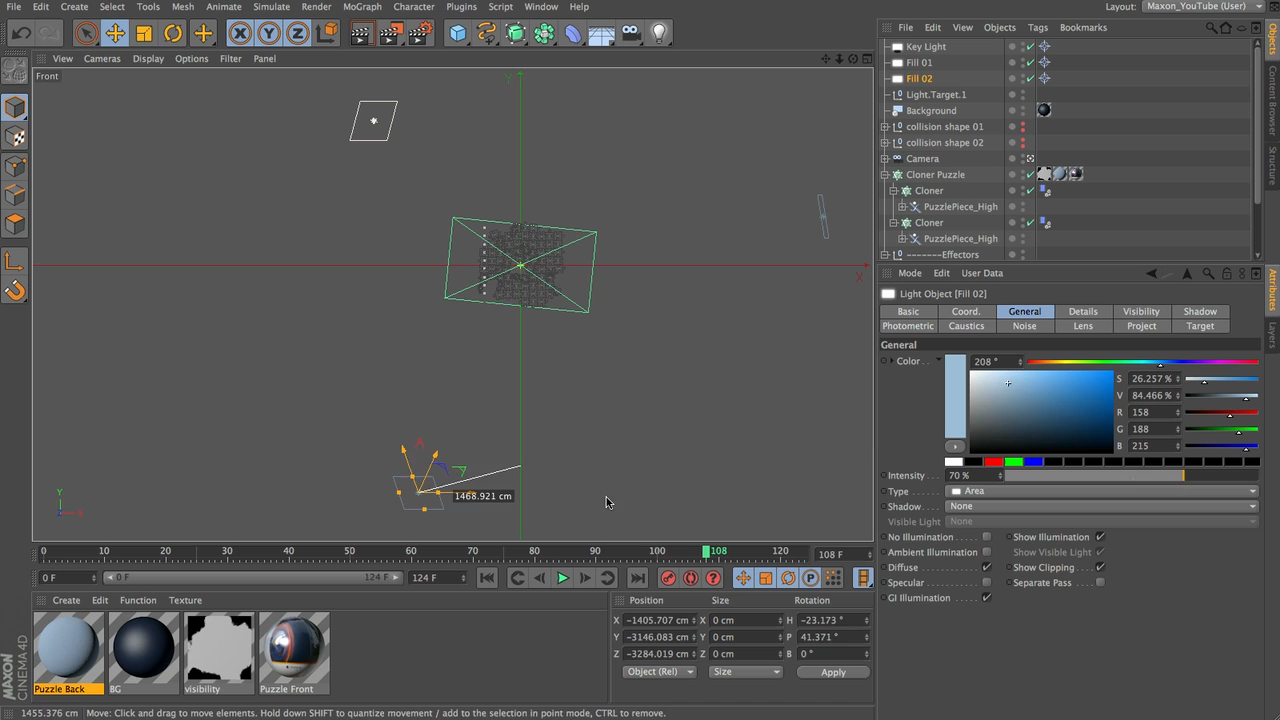 File Edit Create Select Tools Mesh Animate Simulate Render MoGraph Character Plugins Script Window Help Layout: Maxon_YouTube (User)
View Cameras Display Options Filter Panel
File Edit View Objects Tags Bookmarks
Front
Y
X
1468.921 cm
Y
X
Key Light
Fill 01
Fill 02
Light.Target.1
Background
collision shape 01
collision shape 02
Camera
Cloner Puzzle
Cloner
PuzzlePiece_High
Cloner
PuzzlePiece_High
-------Effectors
Objects
Content Browser
Structure
Attributes
Layers
Mode Edit User Data
Light Object [Fill 02]
Basic Coord. General Details Visibility Shadow
Photometric Caustics Noise Lens Project Target
General
Color . . 208 °
S 26.257 %
V 84.466 %
R 158
G 188
B 215
Intensity . . . . 70 %
Type . . . . . . . Area
Shadow . . . . . None
Visible Light . None
No Illumination . . . . Show Illumination
Ambient Illumination Show Visible Light
Diffuse . . . . . . . . . Show Clipping
Specular . . . . . . . . Separate Pass
GI Illumination
0 10 20 30 40 50 60 70 80 90 100 108 120 108 F
0 F 0 F 124 F 124 F
Create Edit Function Texture
Puzzle Back BG visibility Puzzle Front
Position Size Rotation
X -1405.707 cm X 0 cm H -23.173 °
Y -3146.083 cm Y 0 cm P 41.371 °
Z -3284.019 cm Z 0 cm B 0 °
Object (Rel) Size Apply
MAXON CINEMA4D
1455.376 cm Move: Click and drag to move elements. Hold down SHIFT to quantize movement / add to the selection in point mode, CTRL to remove.